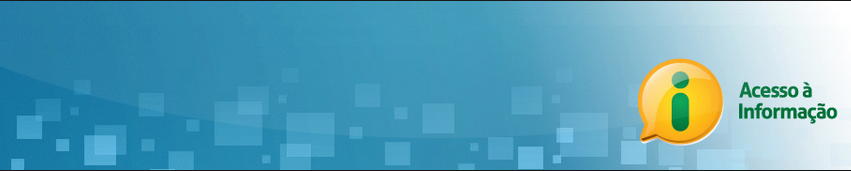 i
Acesso à
Informação